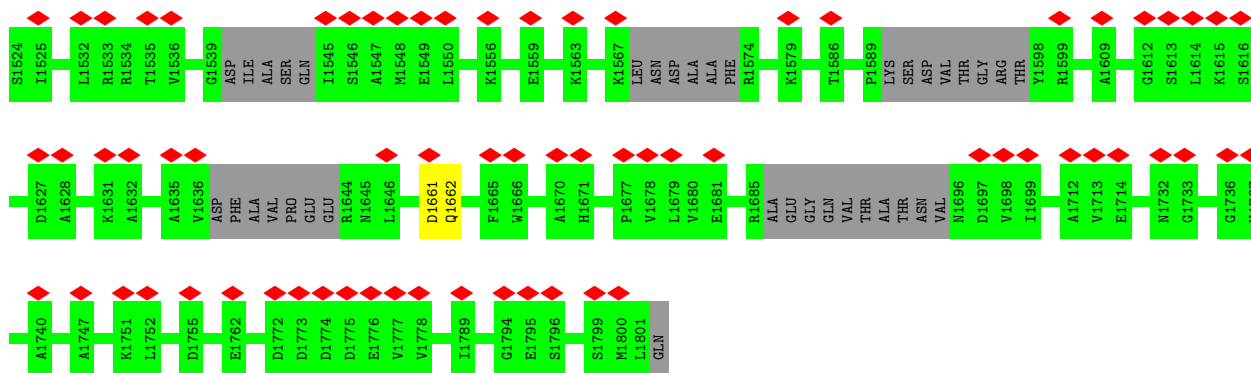 S1524 I1525 L1532 R1533 R1534 T1535 V1536 G1539 ASP ILE ALA SER GLN I1545 S1546 A1547 M1548 E1549 L1550 K1556 E1559 K1563 K1567 LEU ASN ASP ALA ALA PHE R1574 K1579 T1586 P1589 LYS SER ASP VAL THR GLY ARG THR Y1598 R1599 A1609 G1612 S1613 L1614 K1615 S1616
D1627 A1628 K1631 A1632 A1635 V1636 ASP PHE ALA VAL PRO GLU GLU R1644 N1645 L1646 D1661 Q1662 F1665 W1666 A1670 H1671 P1677 V1678 L1679 V1680 E1681 R1685 ALA GLU GLY GLN VAL THR ALA THR ASN VAL N1696 D1697 V1698 I1699 A1712 V1713 E1714 N1732 G1733 G1736
A1740 A1747 K1751 L1752 D1755 E1762 D1772 D1773 D1774 D1775 E1776 V1777 V1778 I1789 G1794 E1795 S1796 S1799 M1800 L1801 GLN